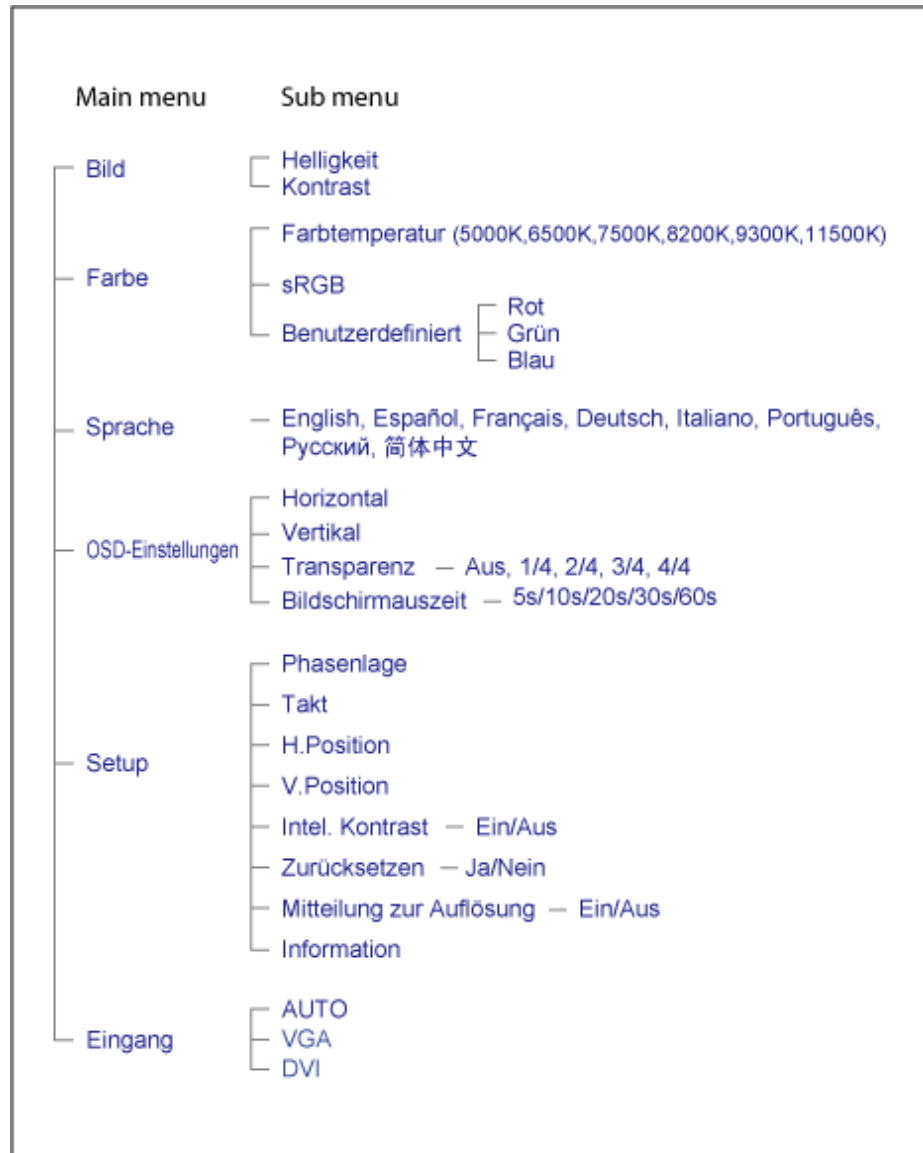 Main menu Sub menu
Bild Helligkeit
Kontrast
Farbtemperatur (5000K,6500K,7500K,8200K,9300K,11500K)
Farbe sRGB
Rot
Benutzerdefiniert Grün
Blau
Sprache English, Español, Français, Deutsch, Italiano, Português,
Русский, 简体中文
Horizontal
Vertikal
OSD-Einstellungen Transparenz Aus, 1/4, 2/4, 3/4, 4/4
Bildschirmauszeit 5s/10s/20s/30s/60s
Phasenlage
Takt
H.Position
Setup V.Position
Intel. Kontrast Ein/Aus
Zurücksetzen Ja/Nein
Mitteilung zur Auflösung Ein/Aus
Information
AUTO
Eingang VGA
DVI